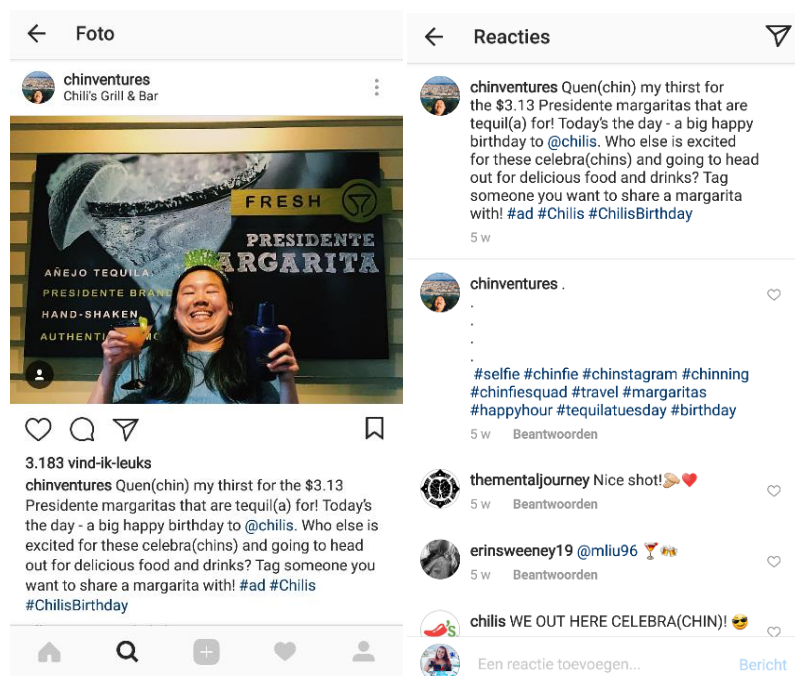 Foto
chinventures
Chili's Grill & Bar
FRESH
PRESIDENTE
MARGARITA
AÑEJO TEQUILA
PRESIDENTE BRAND
HAND-SHAKEN
3.183 vind-ik-leuks
chinventures Quen(chin) my thirst for the $3.13
Presidente margaritas that are tequil(a) for! Today's
the day - a big happy birthday to @chilis. Who else is
excited for these celebra(chins) and going to head
out for delicious food and drinks? Tag someone you
want to share a margarita with! #ad #Chilis
#ChilisBirthday
Reacties
chinventures Quen(chin) my thirst for
the $3.13 Presidente margaritas that are
tequil(a) for! Today's the day - a big happy
birthday to @chilis. Who else is excited
for these celebra(chins) and going to head
out for delicious food and drinks? Tag
someone you want to share a margarita
with! #ad #Chilis #ChilisBirthday
5 w
chinventures .
.
.
.
.
#selfie #chinfie #chinstagram #chinning
#chinfiesquad #travel #margaritas
#happyhour #tequilatuesday #birthday
5 w Beantwoorden
thementaljourney Nice shot!👏❤️
5 w Beantwoorden
erinsweeney19 @mliu96 🍸🍻
5 w Beantwoorden
chilis WE OUT HERE CELEBRA(CHIN)! 😎
Een reactie toevoegen... Bericht